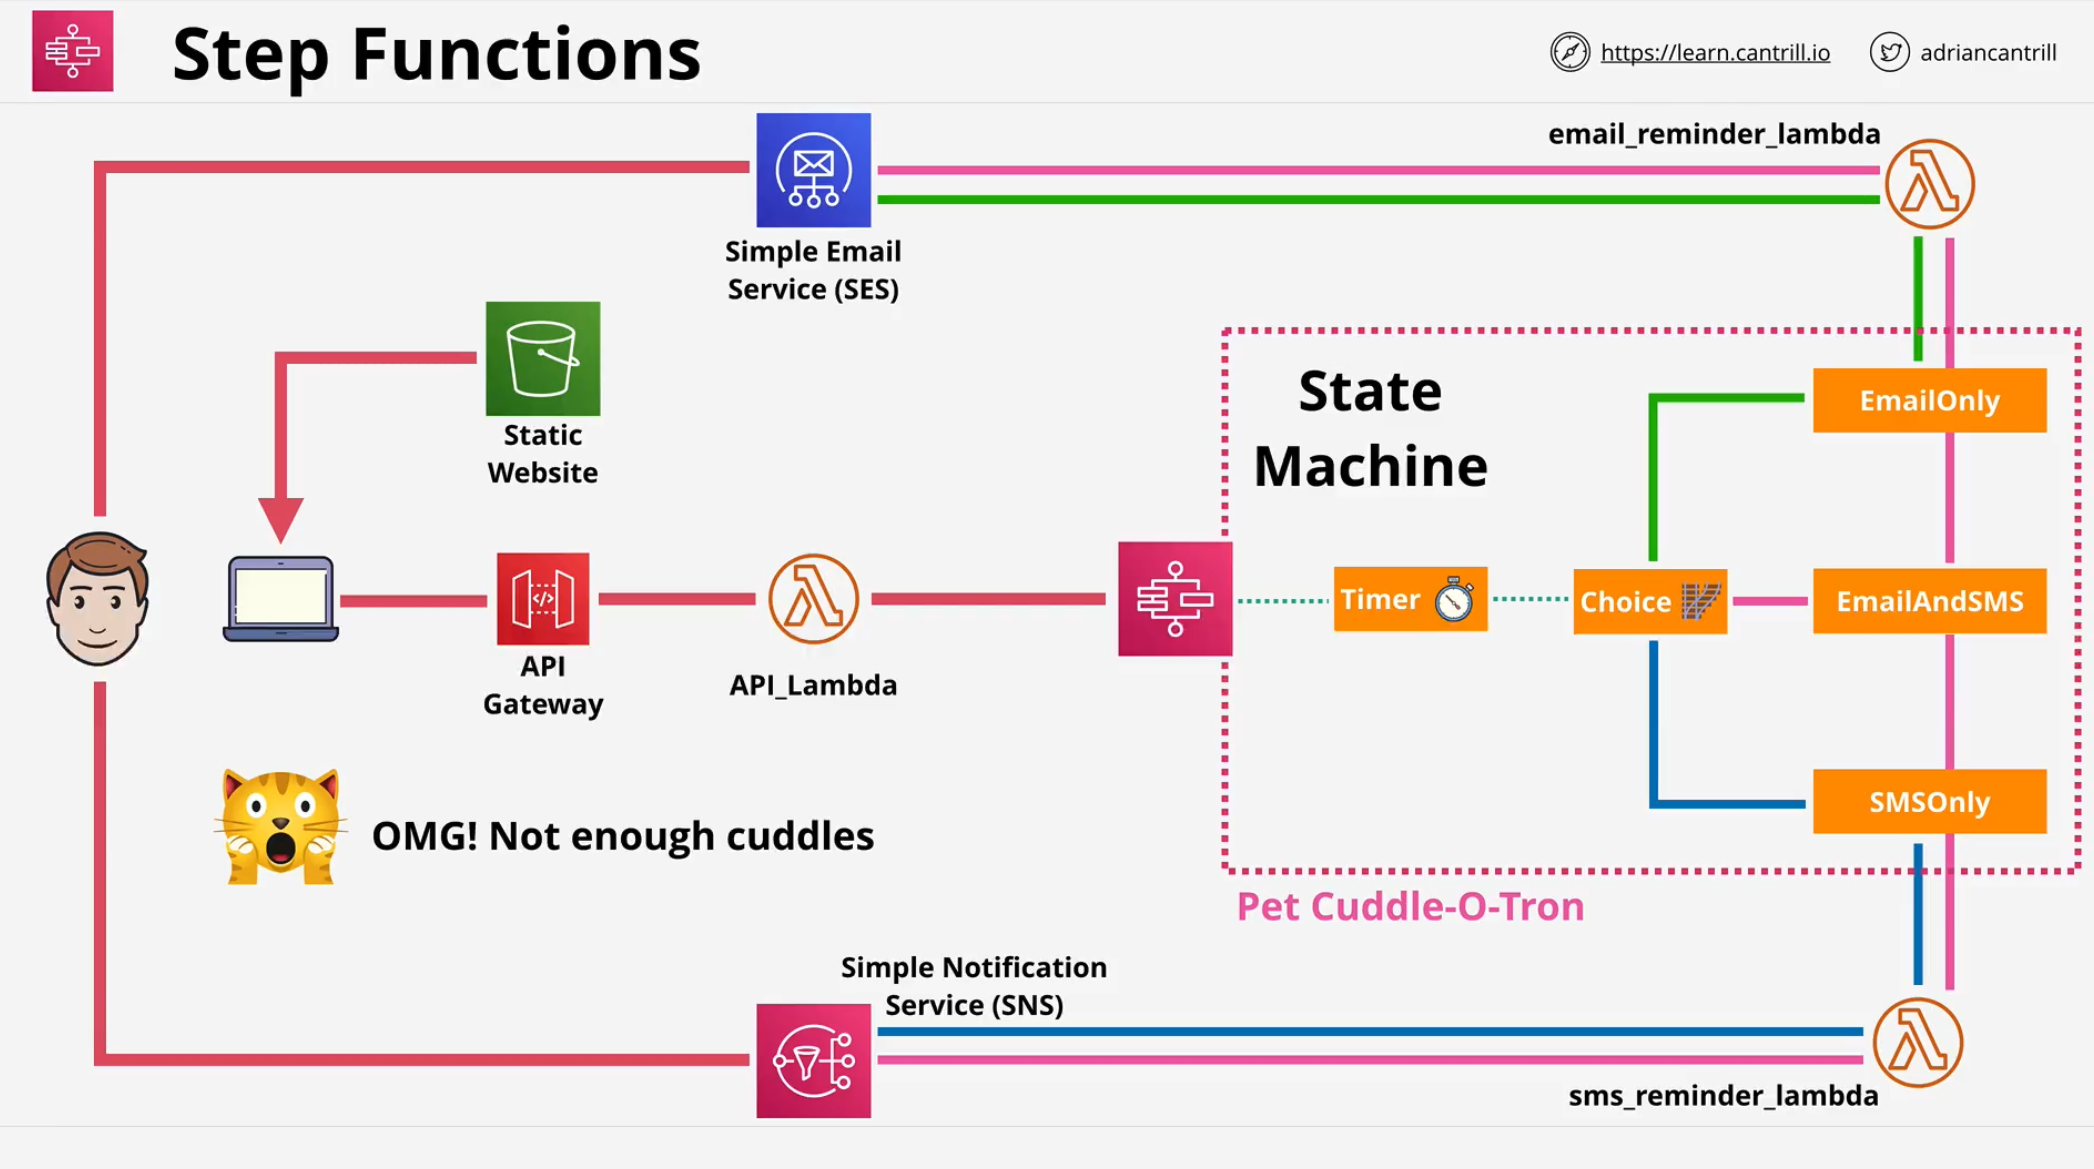 Step Functions
https://learn.cantrill.io
adriancantrill
email_reminder_lambda
Simple Email
Service (SES)
Static
Website
State
Machine
EmailOnly
Timer
Choice
EmailAndSMS
API
Gateway
API_Lambda
SMSOnly
OMG! Not enough cuddles
Pet Cuddle-O-Tron
Simple Notification
Service (SNS)
sms_reminder_lambda